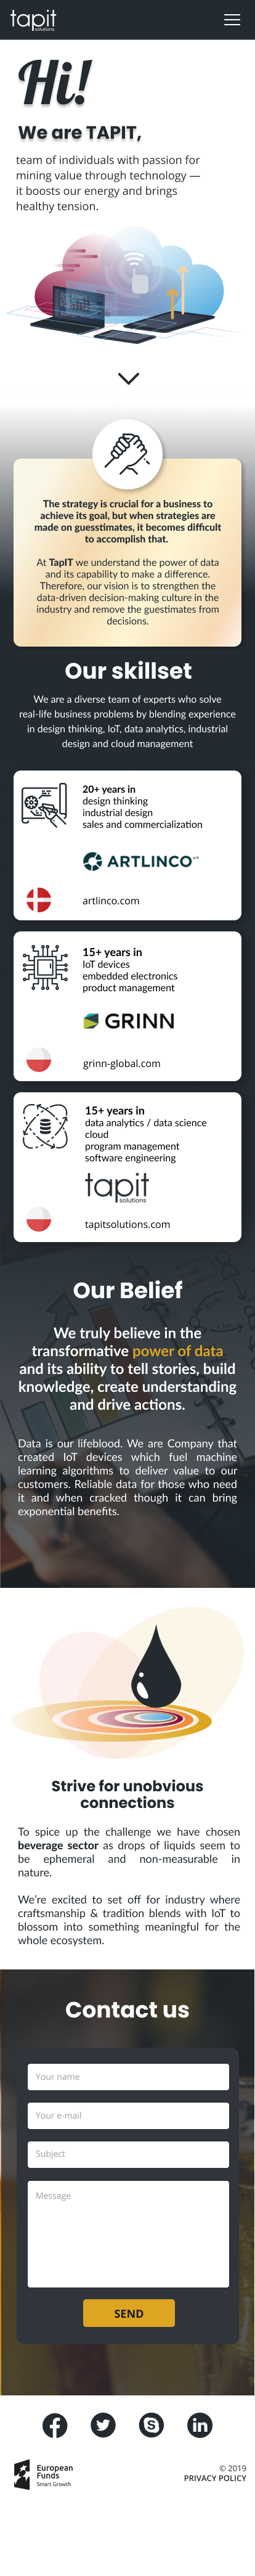 tapit
solutions
Hi!
We are TAPIT,
team of individuals with passion for
mining value through technology —
it boosts our energy and brings
healthy tension.
The strategy is crucial for a business to
achieve its goal, but when strategies are
made on guesstimates, it becomes difficult
to accomplish that.
At TapIT we understand the power of data
and its capability to make a difference.
Therefore, our vision is to strengthen the
data-driven decision-making culture in the
industry and remove the guestimates from
decisions.
Our skillset
We are a diverse team of experts who solve
real-life business problems by blending experience
in design thinking, IoT, data analytics, industrial
design and cloud management
20+ years in
design thinking
industrial design
sales and commercialization
ARTLINCO
artlinco.com
15+ years in
IoT devices
embedded electronics
product management
GRINN
grinn-global.com
15+ years in
data analytics / data science
cloud
program management
software engineering
tapit
solutions
tapitsolutions.com
Our Belief
We truly believe in the
transformative power of data
and its ability to tell stories, build
knowledge, create understanding
and drive actions.
Data is our lifeblood. We are Company that
created IoT devices which fuel machine
learning algorithms to deliver value to our
customers. Reliable data for those who need
it and when cracked though it can bring
exponential benefits.
Strive for unobvious
connections
To spice up the challenge we have chosen
beverage sector as drops of liquids seem to
be ephemeral and non-measurable in
nature.
We're excited to set off for industry where
craftsmanship & tradition blends with IoT to
blossom into something meaningful for the
whole ecosystem.
Contact us
Your name
Your e-mail
Subject
Message
SEND
European
Funds
Smart Growth
© 2019
PRIVACY POLICY